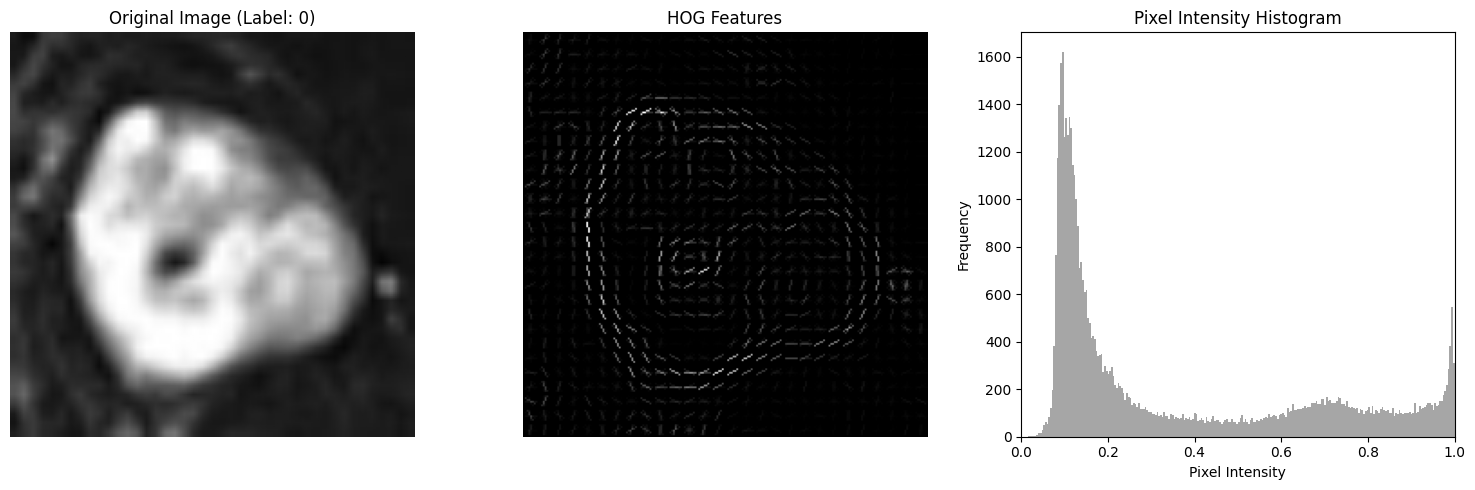 Original Image (Label: 0)
HOG Features
Pixel Intensity Histogram
Frequency
1600
1400
1200
1000
800
600
400
200
0
0.0 0.2 0.4 0.6 0.8 1.0
Pixel Intensity